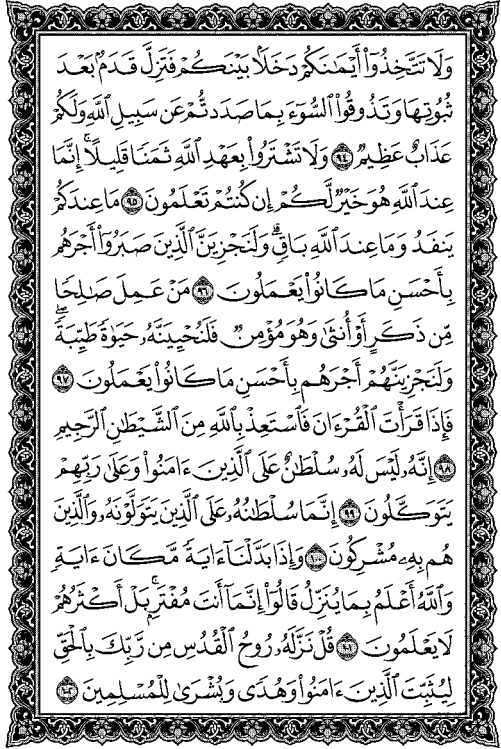 وَلَا تَتَّخِذُوٓا۟ أَيْمَـٰنَكُمْ دَخَلًۢا بَيْنَكُمْ فَتَزِلَّ قَدَمٌۢ بَعْدَ
ثُبُوتِهَا وَتَذُوقُوا۟ ٱلسُّوٓءَ بِمَا صَدَدتُّمْ عَن سَبِيلِ ٱللَّهِ وَلَكُمْ
عَذَابٌ عَظِيمٌ ٩٤ وَلَا تَشْتَرُوا۟ بِعَهْدِ ٱللَّهِ ثَمَنًا قَلِيلًا ۚ إِنَّمَا
عِندَ ٱللَّهِ هُوَ خَيْرٌ لَّكُمْ إِن كُنتُمْ تَعْلَمُونَ ٩٥ مَا عِندَكُمْ
يَنفَدُ وَمَا عِندَ ٱللَّهِ بَاقٍ ۗ وَلَنَجْزِيَنَّ ٱلَّذِينَ صَبَرُوٓا۟ أَجْرَهُم
بِأَحْسَنِ مَا كَانُوا۟ يَعْمَلُونَ ٩٦ مَنْ عَمِلَ صَـٰلِحًا
مِّن ذَكَرٍ أَوْ أُنثَىٰ وَهُوَ مُؤْمِنٌ فَلَنُحْيِيَنَّهُۥ حَيَوٰةً طَيِّبَةً ۖ
وَلَنَجْزِيَنَّهُمْ أَجْرَهُم بِأَحْسَنِ مَا كَانُوا۟ يَعْمَلُونَ ٩٧
فَإِذَا قَرَأْتَ ٱلْقُرْءَانَ فَٱسْتَعِذْ بِٱللَّهِ مِنَ ٱلشَّيْطَـٰنِ ٱلرَّجِيمِ
٩٨ إِنَّهُۥ لَيْسَ لَهُۥ سُلْطَـٰنٌ عَلَى ٱلَّذِينَ ءَامَنُوا۟ وَعَلَىٰ رَبِّهِمْ
يَتَوَكَّلُونَ ٩٩ إِنَّمَا سُلْطَـٰنُهُۥ عَلَى ٱلَّذِينَ يَتَوَلَّوْنَهُۥ وَٱلَّذِينَ
هُم بِهِۦ مُشْرِكُونَ ١٠٠ وَإِذَا بَدَّلْنَآ ءَايَةً مَّكَانَ ءَايَةٍ ۙ
وَٱللَّهُ أَعْلَمُ بِمَا يُنَزِّلُ قَالُوٓا۟ إِنَّمَآ أَنتَ مُفْتَرٍۭ ۚ بَلْ أَكْثَرُهُمْ
لَا يَعْلَمُونَ ١٠١ قُلْ نَزَّلَهُۥ رُوحُ ٱلْقُدُسِ مِن رَّبِّكَ بِٱلْحَقِّ
لِيُثَبِّتَ ٱلَّذِينَ ءَامَنُوا۟ وَهُدًى وَبُشْرَىٰ لِلْمُسْلِمِينَ ١٠٢